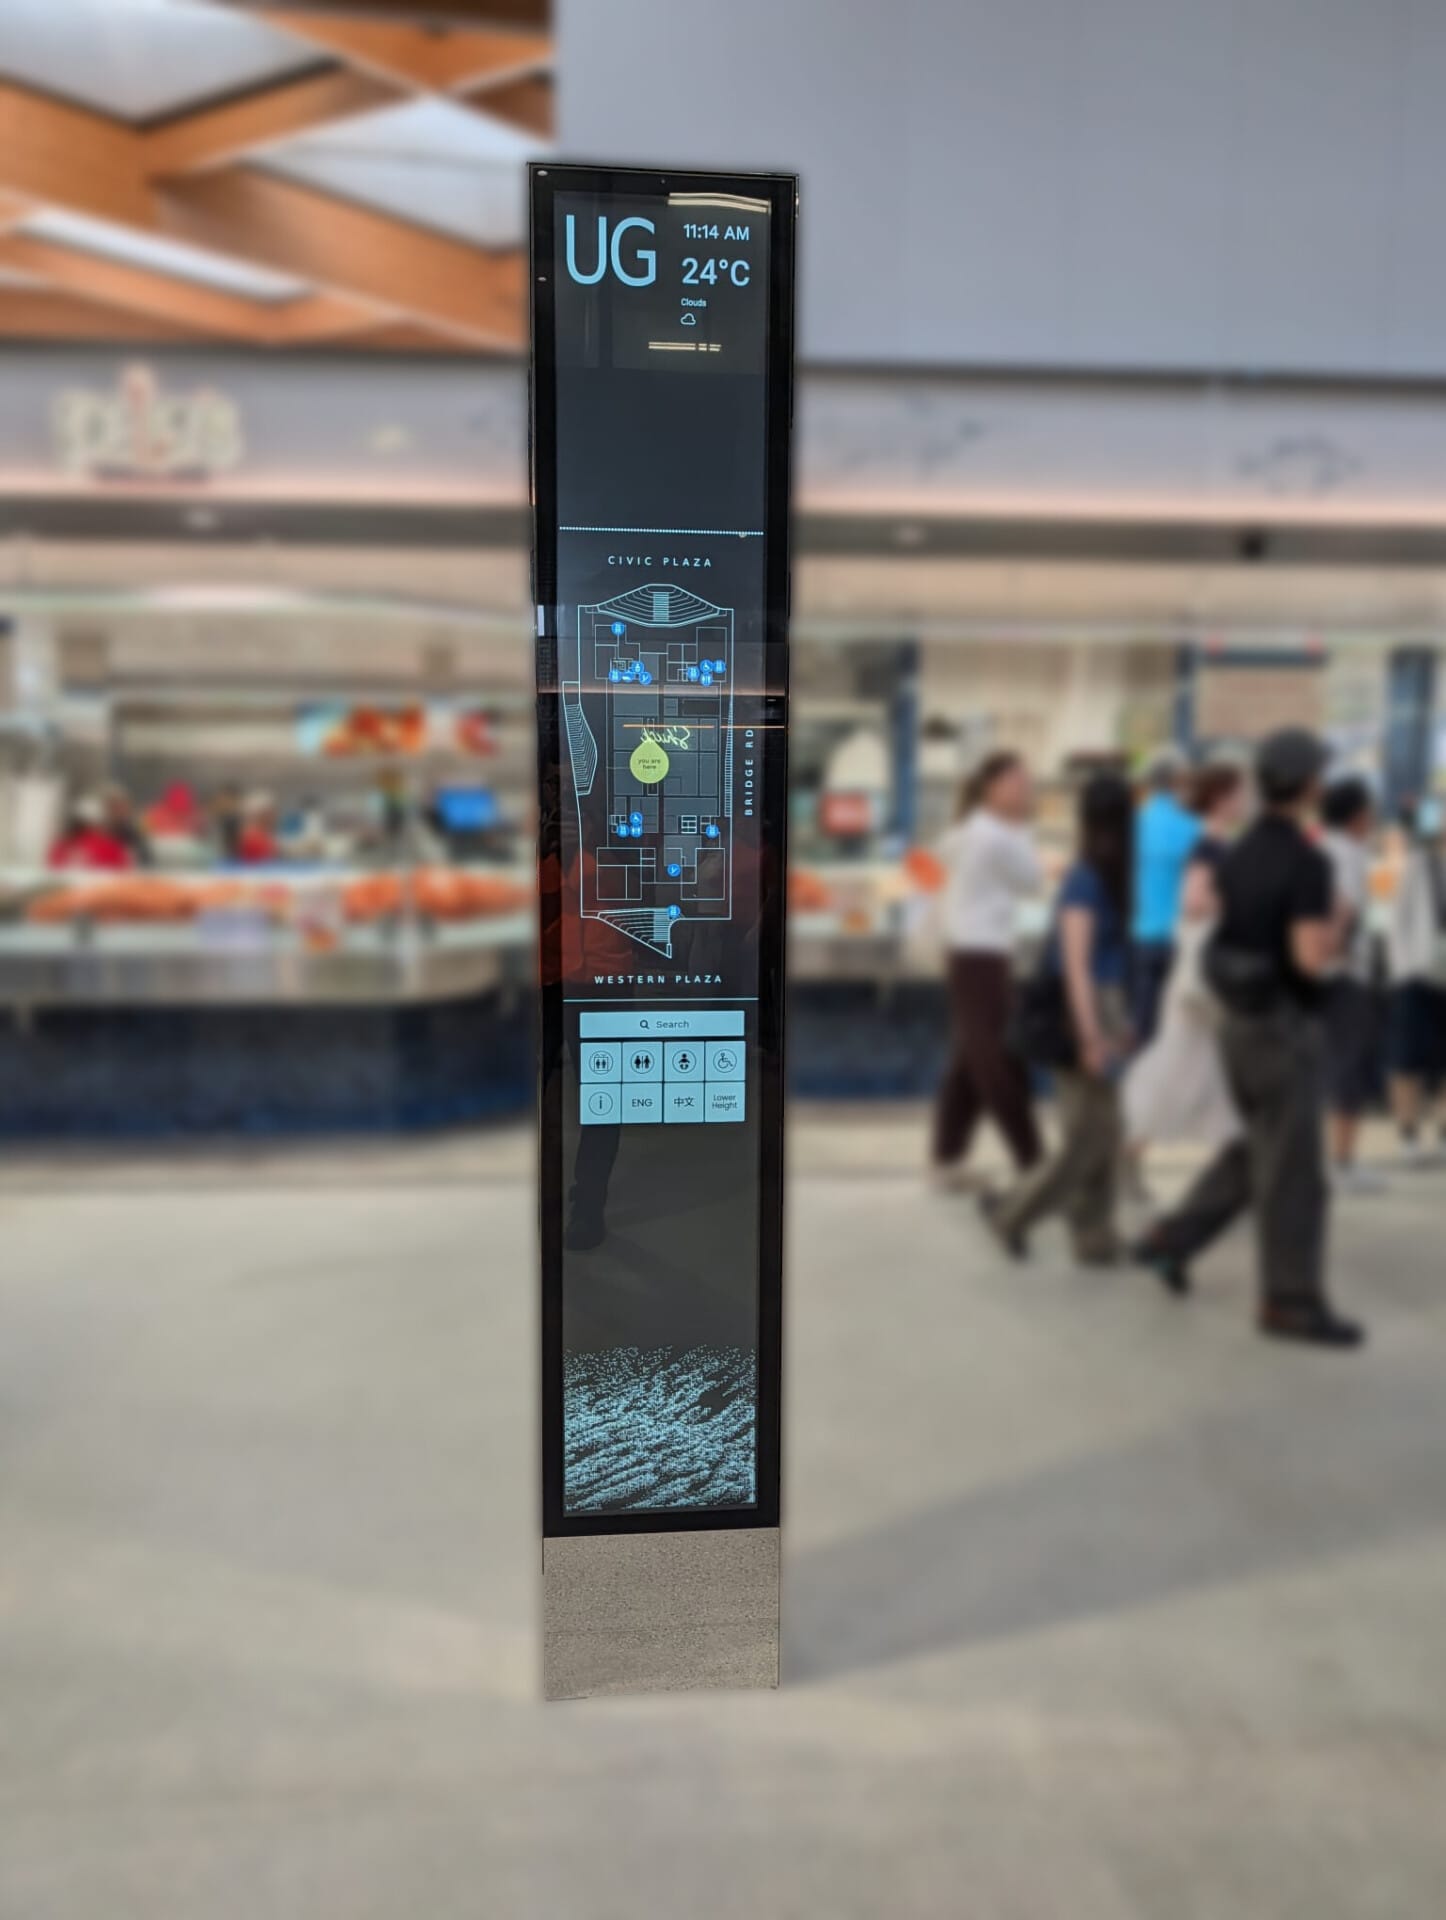 UG
11:14 AM
24°C
Clouds
CIVIC PLAZA
you are
here
BRIDGE RD
WESTERN PLAZA
Search
i
ENG
中文
Lower
Height